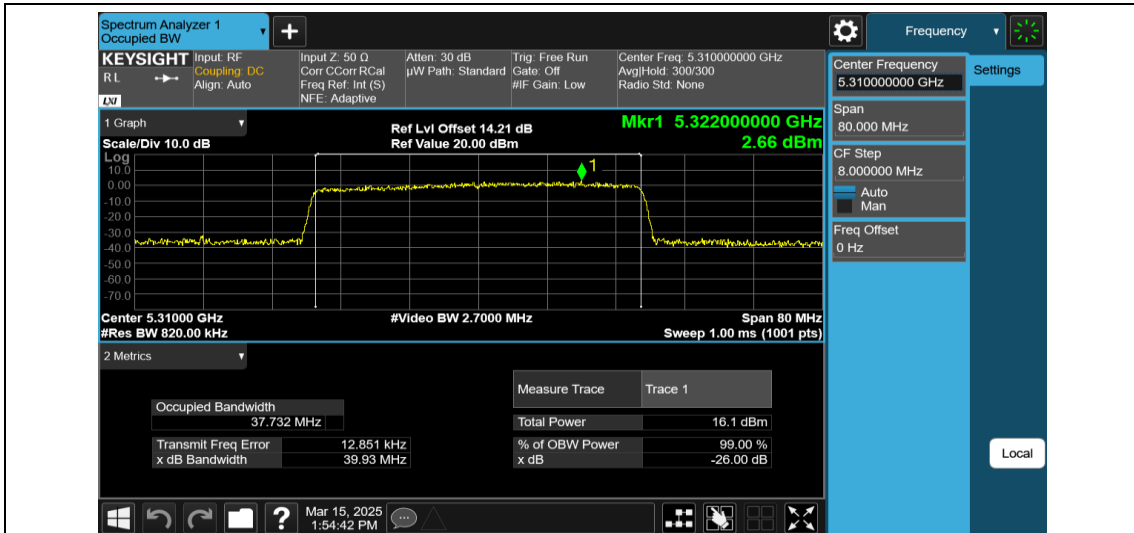 Spectrum Analyzer 1
Occupied BW
Frequency
KEYSIGHT
R L
LXI
Input: RF
Coupling: DC
Align: Auto
Input Z: 50 Ω
Corr CCorr RCal
Freq Ref: Int (S)
NFE: Adaptive
Atten: 30 dB
µW Path: Standard
Trig: Free Run
Gate: Off
#IF Gain: Low
Center Freq: 5.310000000 GHz
Avg|Hold: 300/300
Radio Std: None
Center Frequency
5.310000000 GHz
Settings
Span
80.000 MHz
CF Step
8.000000 MHz
Auto
Man
Freq Offset
0 Hz
Local
1 Graph
Scale/Div 10.0 dB
Ref Lvl Offset 14.21 dB
Ref Value 20.00 dBm
Mkr1 5.322000000 GHz
2.66 dBm
Log
10.0
0.00
-10.0
-20.0
-30.0
-40.0
-50.0
-60.0
-70.0
1
Center 5.31000 GHz
#Video BW 2.7000 MHz
Span 80 MHz
#Res BW 820.00 kHz
Sweep 1.00 ms (1001 pts)
2 Metrics
Measure Trace Trace 1
Occupied Bandwidth
37.732 MHz
Total Power 16.1 dBm
Transmit Freq Error 12.851 kHz
% of OBW Power 99.00 %
x dB Bandwidth 39.93 MHz
x dB -26.00 dB
?
Mar 15, 2025
1:54:42 PM